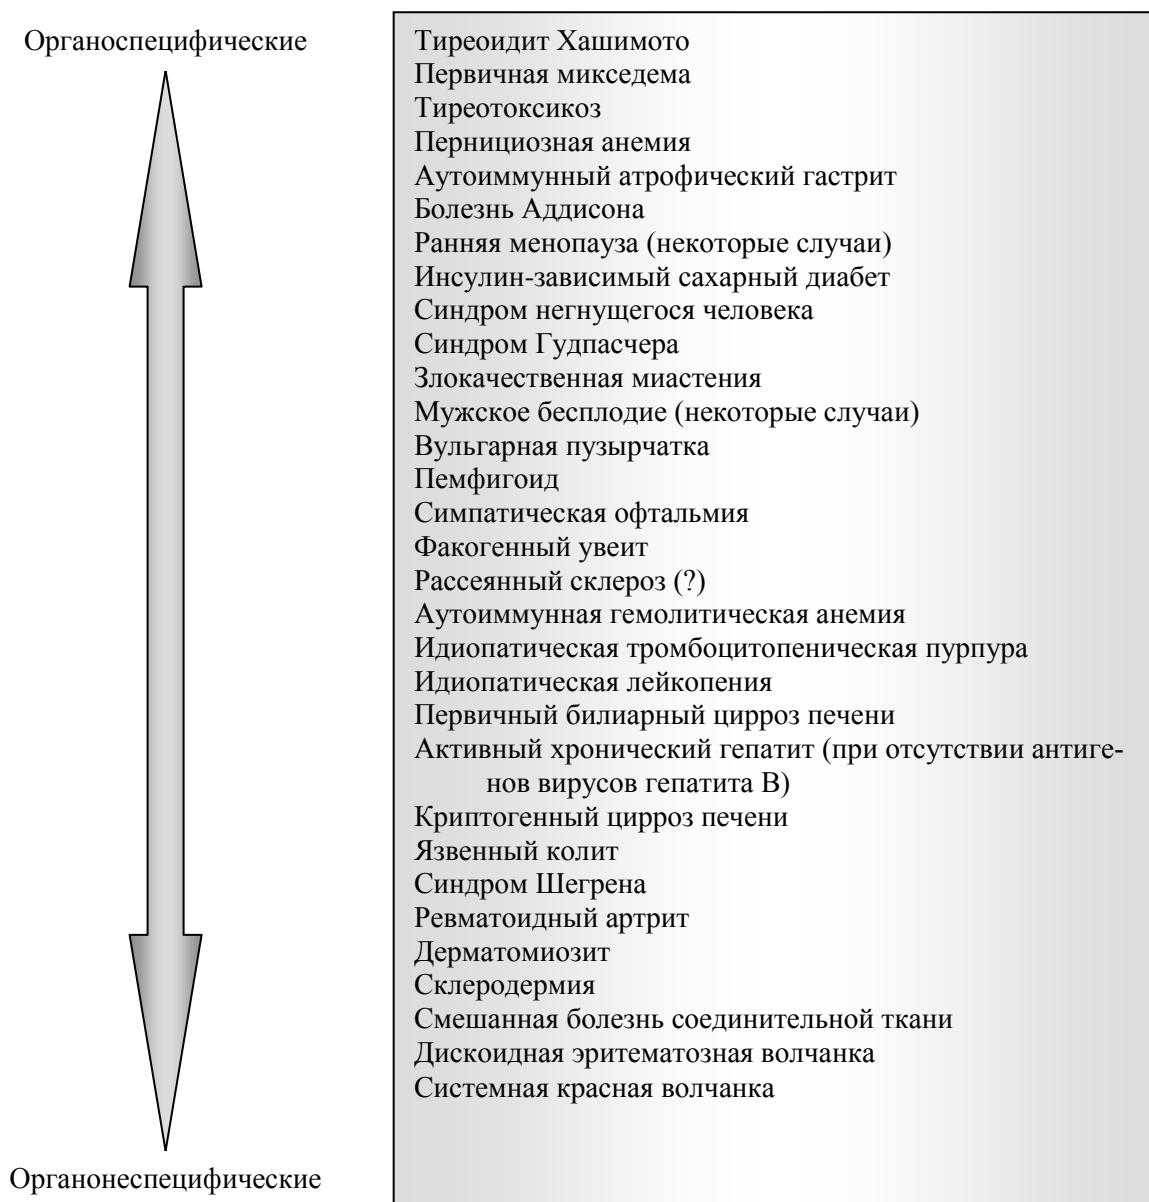 Органоспецифические
Тиреоидит Хашимото
Первичная микседема
Тиреотоксикоз
Пернициозная анемия
Аутоиммунный атрофический гастрит
Болезнь Аддисона
Ранняя менопауза (некоторые случаи)
Инсулин-зависимый сахарный диабет
Синдром негнущегося человека
Синдром Гудпасчера
Злокачественная миастения
Мужское бесплодие (некоторые случаи)
Вульгарная пузырчатка
Пемфигоид
Симпатическая офтальмия
Факогенный увеит
Рассеянный склероз (?)
Аутоиммунная гемолитическая анемия
Идиопатическая тромбоцитопеническая пурпура
Идиопатическая лейкопения
Первичный билиарный цирроз печени
Активный хронический гепатит (при отсутствии антиге-
нов вирусов гепатита В)
Криптогенный цирроз печени
Язвенный колит
Синдром Шегрена
Ревматоидный артрит
Дерматомиозит
Склеродермия
Смешанная болезнь соединительной ткани
Дискоидная эритематозная волчанка
Системная красная волчанка
Органонеспецифические